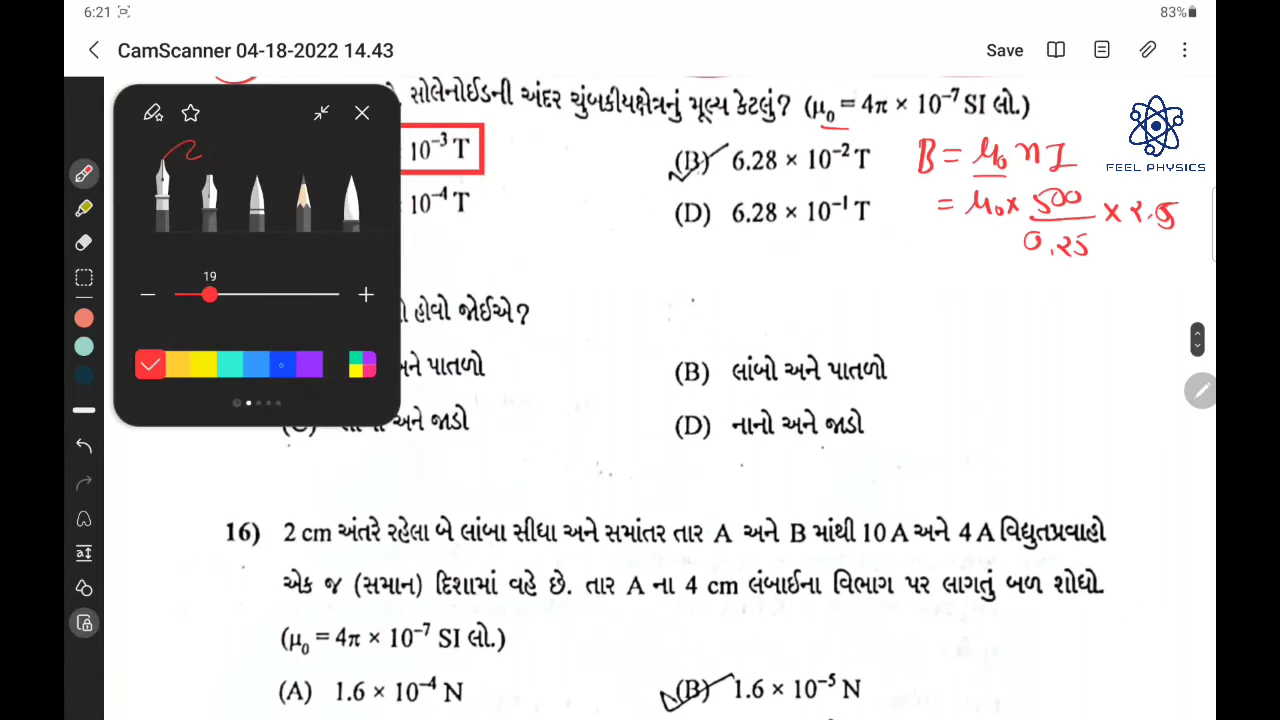 6:21
83%
CamScanner 04-18-2022 14.43
Save
સોલેનોઈડની અંદર ચુંબકીયક્ષેત્રનું મૂલ્ય કેટલું? (μ₀ = 4π × 10⁻⁷ SI લો.)
10⁻³ T
(B) 6.28 × 10⁻² T
B = μ₀ n I
FEEL PHYSICS
10⁻⁴ T
(D) 6.28 × 10⁻¹ T
= μ₀ × 500/0.25 × 2.5
19
હોવો જોઈએ?
અને પાતળો
(B) લાંબો અને પાતળો
અને જાડો
(D) નાનો અને જાડો
16) 2 cm અંતરે રહેલા બે લાંબા સીધા અને સમાંતર તાર A અને B માંથી 10 A અને 4 A વિદ્યુતપ્રવાહો
એક જ (સમાન) દિશામાં વહે છે. તાર A ના 4 cm લંબાઈના વિભાગ પર લાગતું બળ શોધો.
(μ₀ = 4π × 10⁻⁷ SI લો.)
(A) 1.6 × 10⁻⁴ N
(B) 1.6 × 10⁻⁵ N